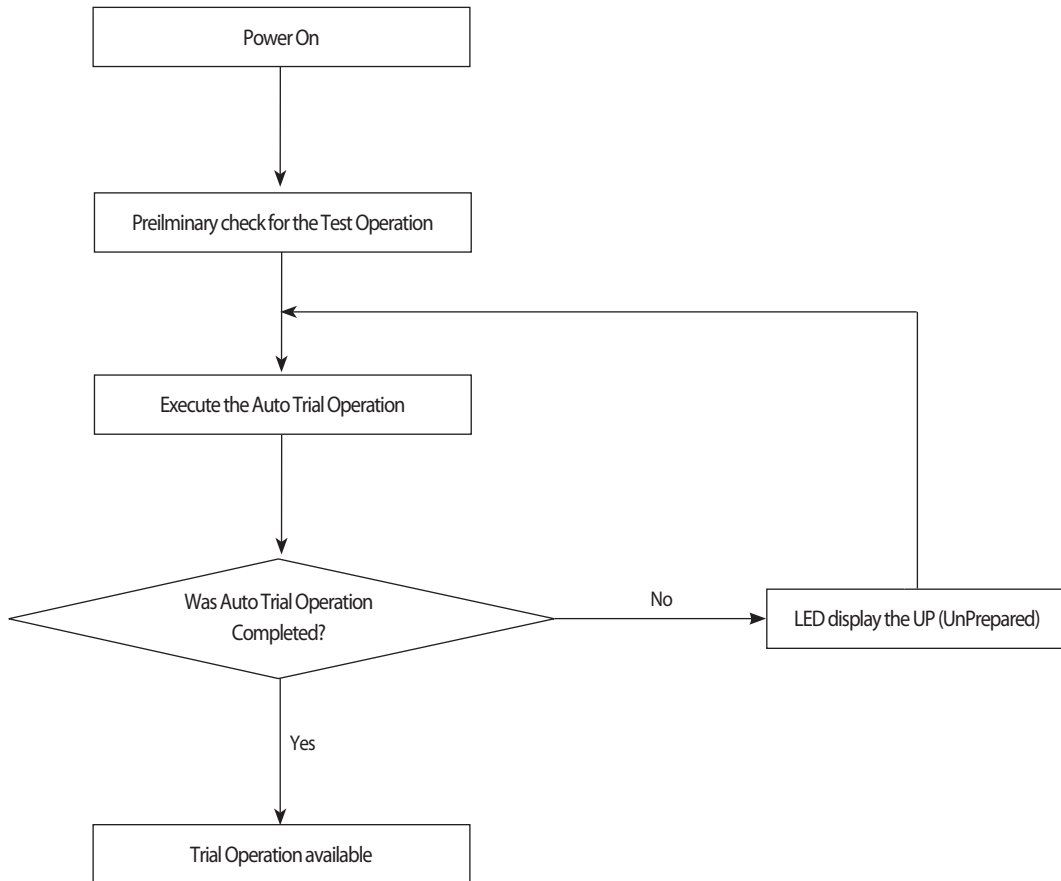 Power On
Preilminary check for the Test Operation
Execute the Auto Trial Operation
Was Auto Trial Operation
Completed?
No
LED display the UP (UnPrepared)
Yes
Trial Operation available